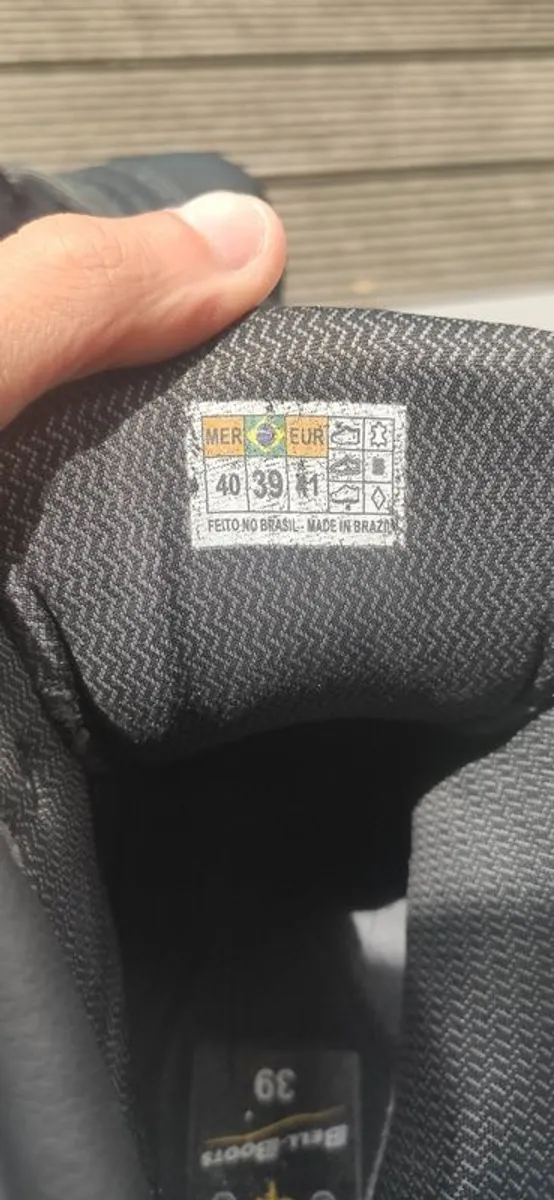 MER EUR
40 39 41
FEITO NO BRASIL - MADE IN BRAZIL
39
BELL BOOTS